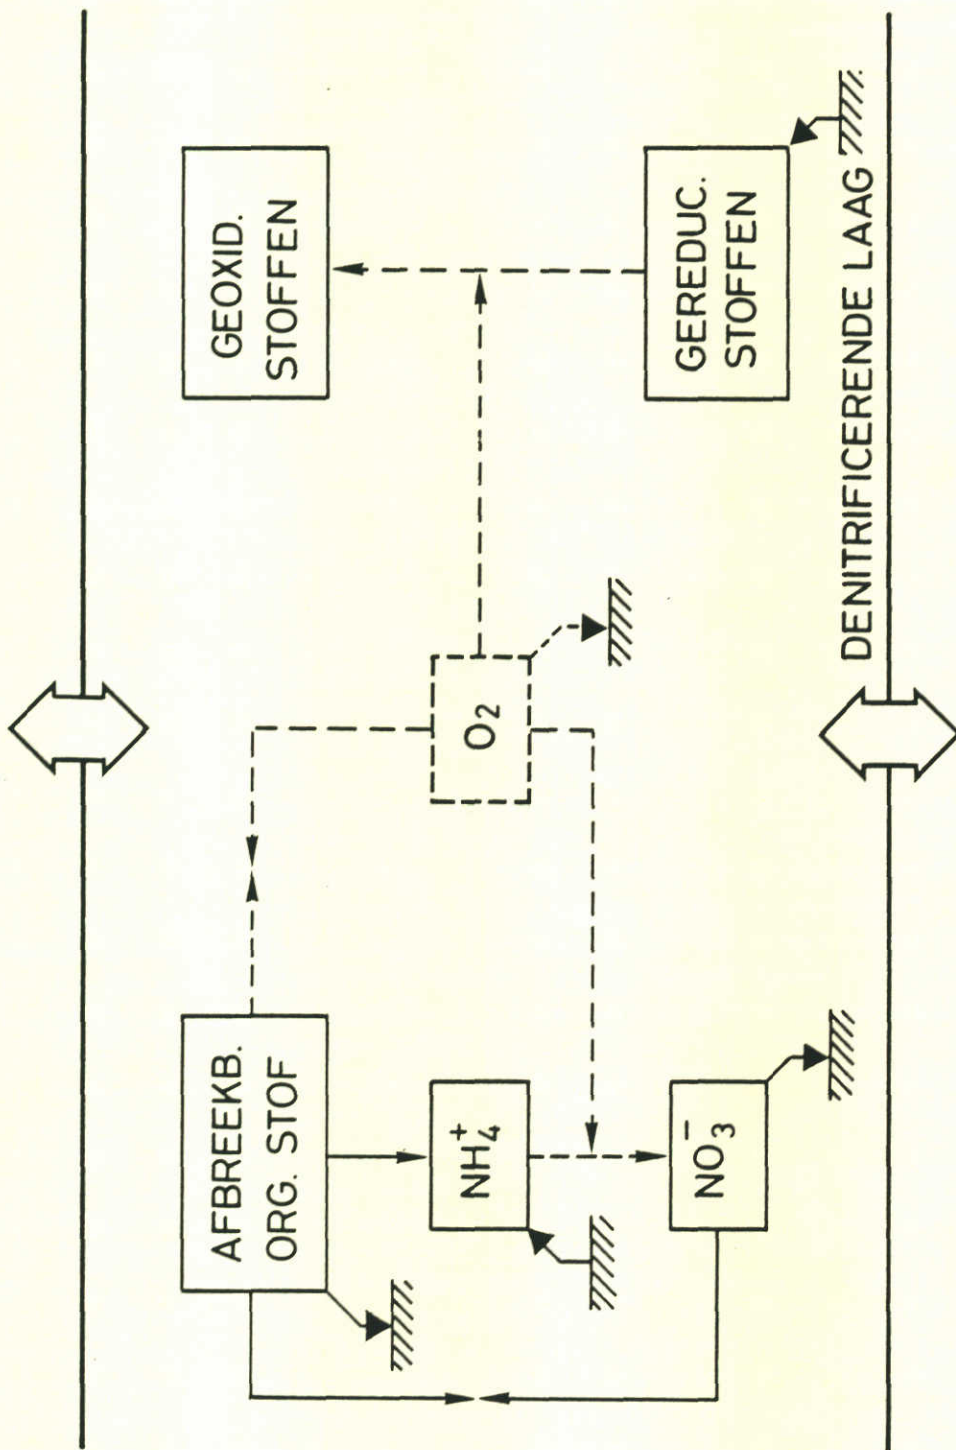 AFBREEKB.
ORG. STOF
NH₄⁺
NO₃⁻
O₂
GEOXID.
STOFFEN
GEREDUC.
STOFFEN
DENITRIFICERENDE LAAG